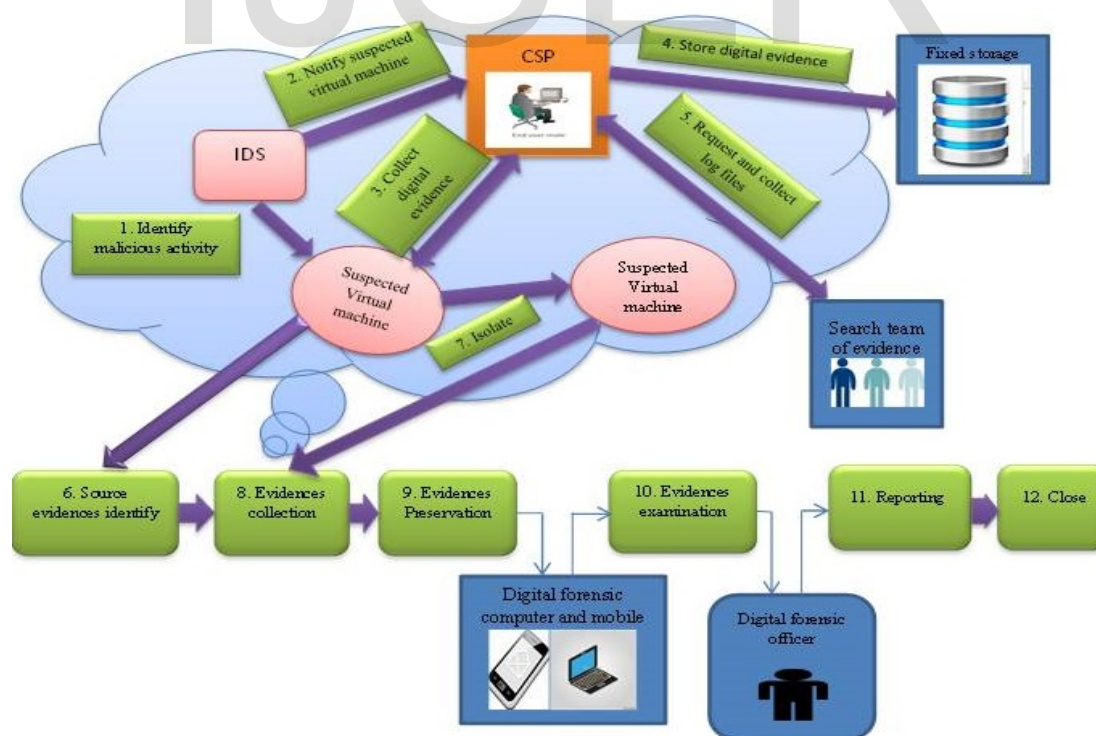 IJSER
CSP
2. Notify suspected
virtual machine
4. Store digital evidence
Fixed storage
IDS
3. Collect
digital
evidence
5. Request and collect
log files
1. Identify
malicious activity
Suspected
Virtual
machine
Suspected
Virtual
machine
7. Isolate
Search team
of evidence
6. Source
evidences identify
8. Evidences
collection
9. Evidences
Preservation
10. Evidences
examination
11. Reporting
12. Close
Digital forensic
computer and mobile
Digital forensic
officer